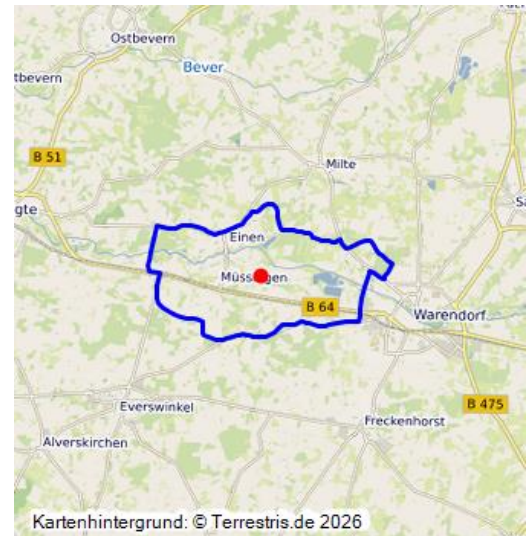 Ostbevern
tbevern
Bever
B 51
Milte
gte
Sa
Einen
Müssingen
B 64
Warendorf
Everswinkel
B 475
Freckenhorst
Alverskirchen
Kartenhintergrund: © Terrestris.de 2026